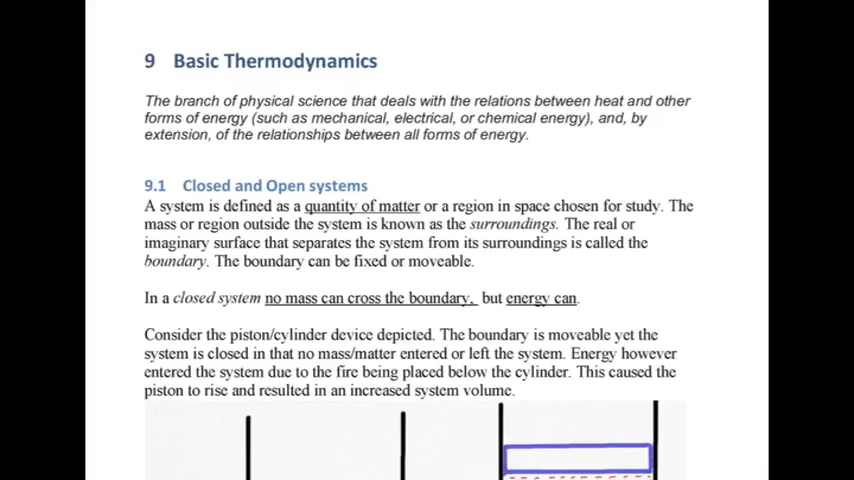 9 Basic Thermodynamics
The branch of physical science that deals with the relations between heat and other
forms of energy (such as mechanical, electrical, or chemical energy), and, by
extension, of the relationships between all forms of energy.
9.1 Closed and Open systems
A system is defined as a quantity of matter or a region in space chosen for study. The
mass or region outside the system is known as the surroundings. The real or
imaginary surface that separates the system from its surroundings is called the
boundary. The boundary can be fixed or moveable.
In a closed system no mass can cross the boundary, but energy can.
Consider the piston/cylinder device depicted. The boundary is moveable yet the
system is closed in that no mass/matter entered or left the system. Energy however
entered the system due to the fire being placed below the cylinder. This caused the
piston to rise and resulted in an increased system volume.